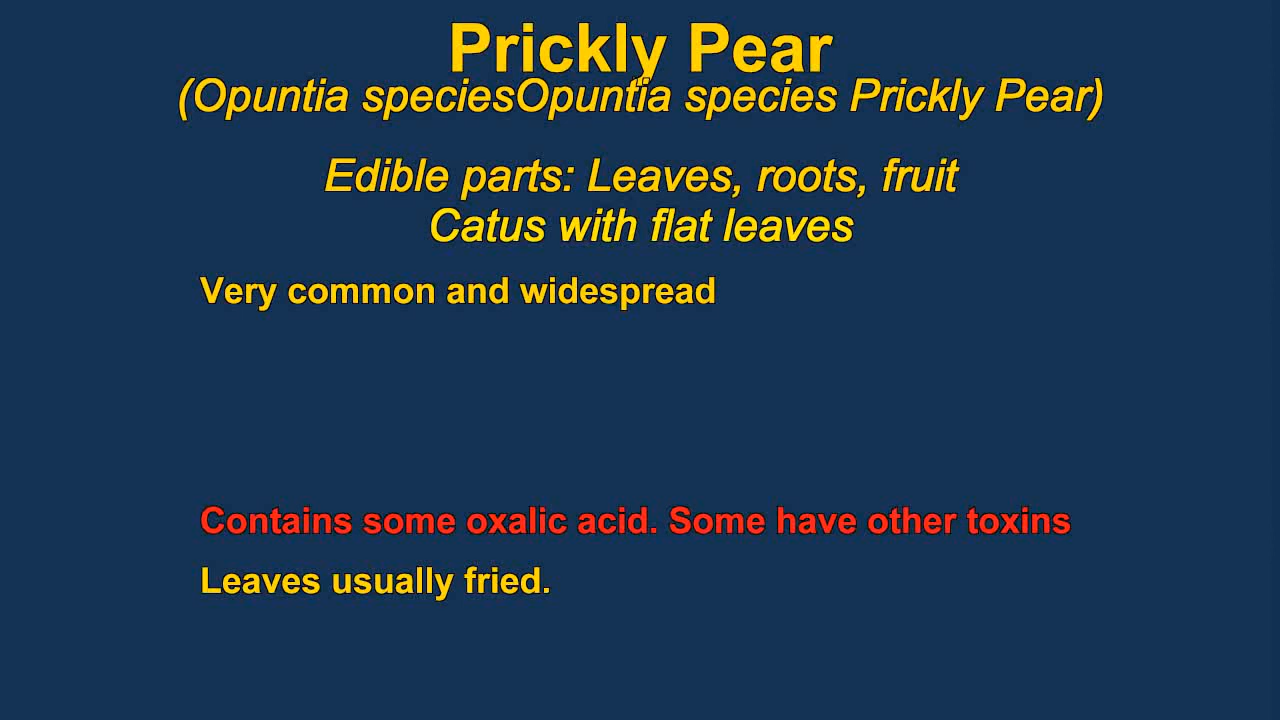 Prickly Pear
(Opuntia speciesOpuntia species Prickly Pear)
Edible parts: Leaves, roots, fruit
Catus with flat leaves
Very common and widespread
Contains some oxalic acid. Some have other toxins
Leaves usually fried.